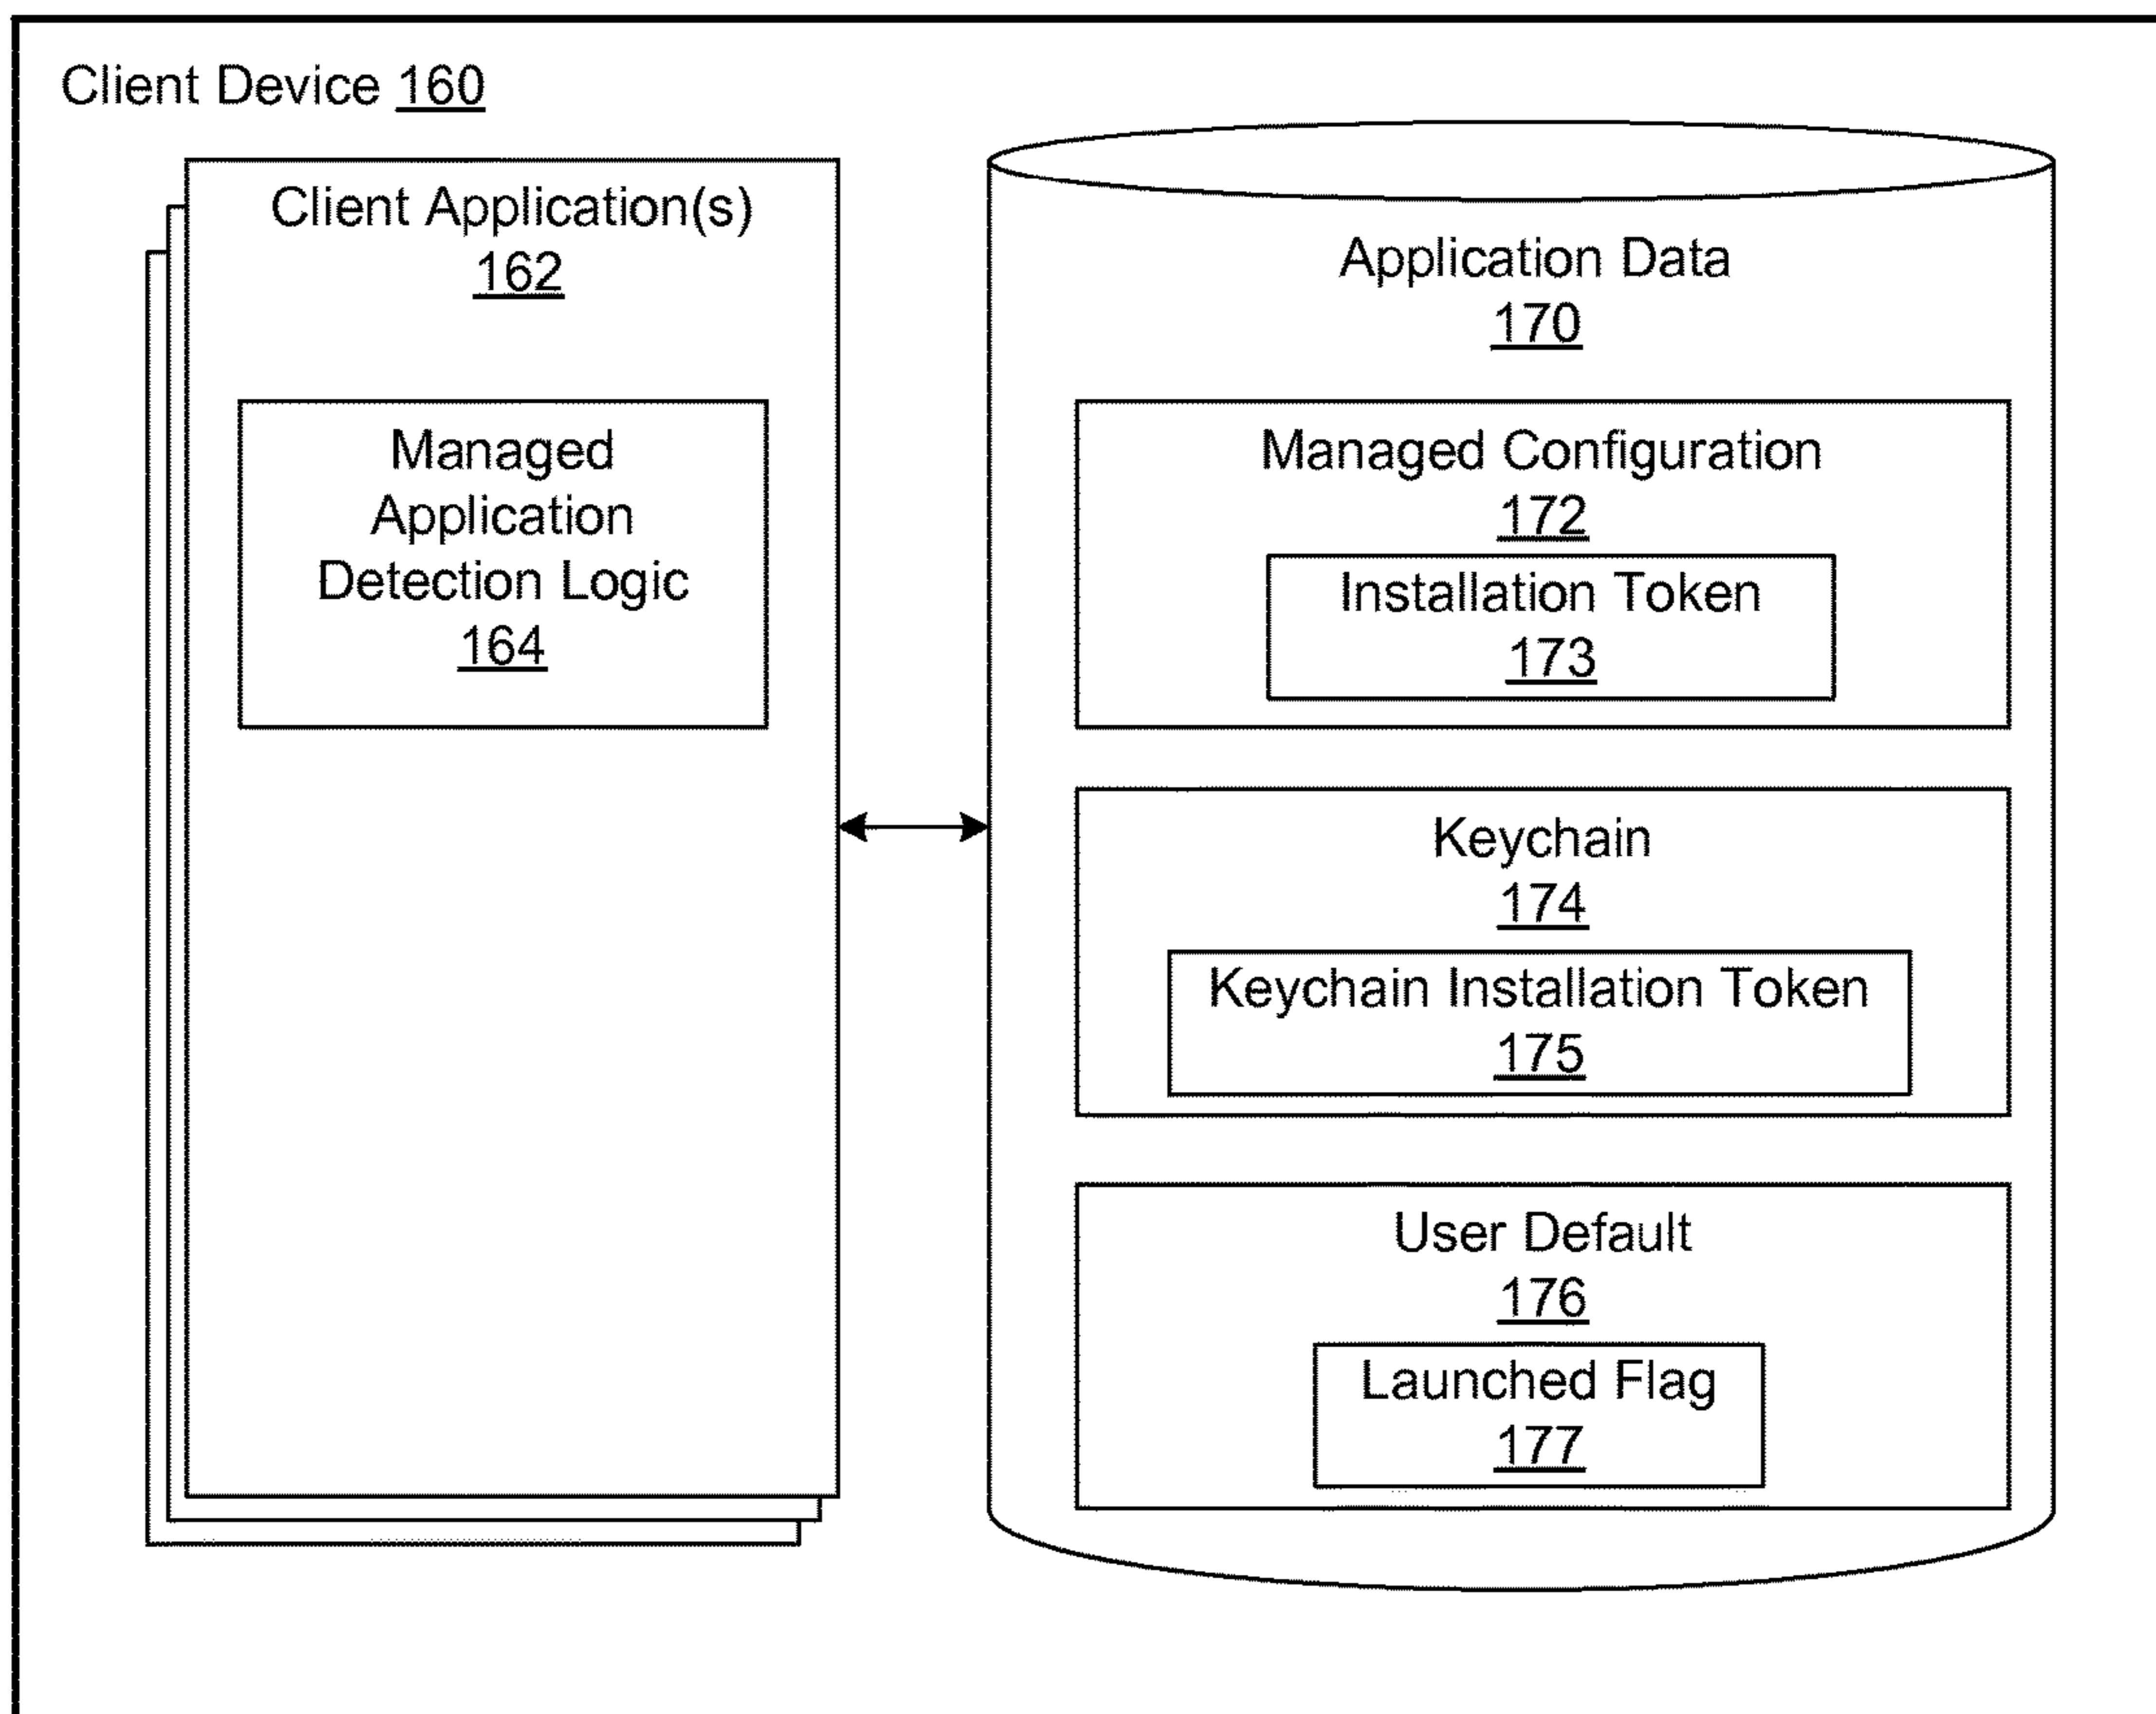 Client Device 160
Client Application(s)
162
Managed
Application
Detection Logic
164
Application Data
170
Managed Configuration
172
Installation Token
173
Keychain
174
Keychain Installation Token
175
User Default
176
Launched Flag
177